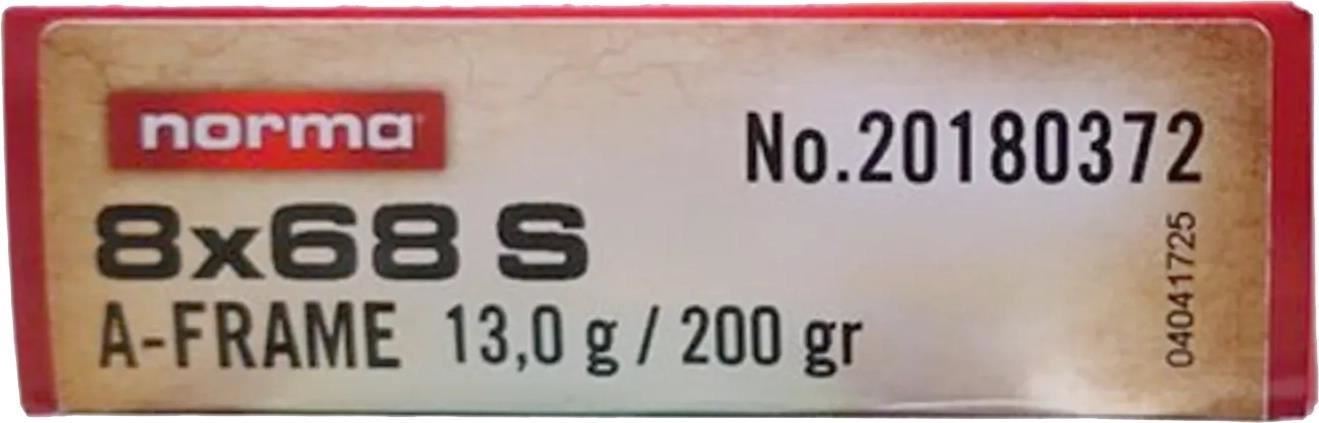 norma
No.20180372
8x68 S
A-FRAME 13,0 g / 200 gr
04041725